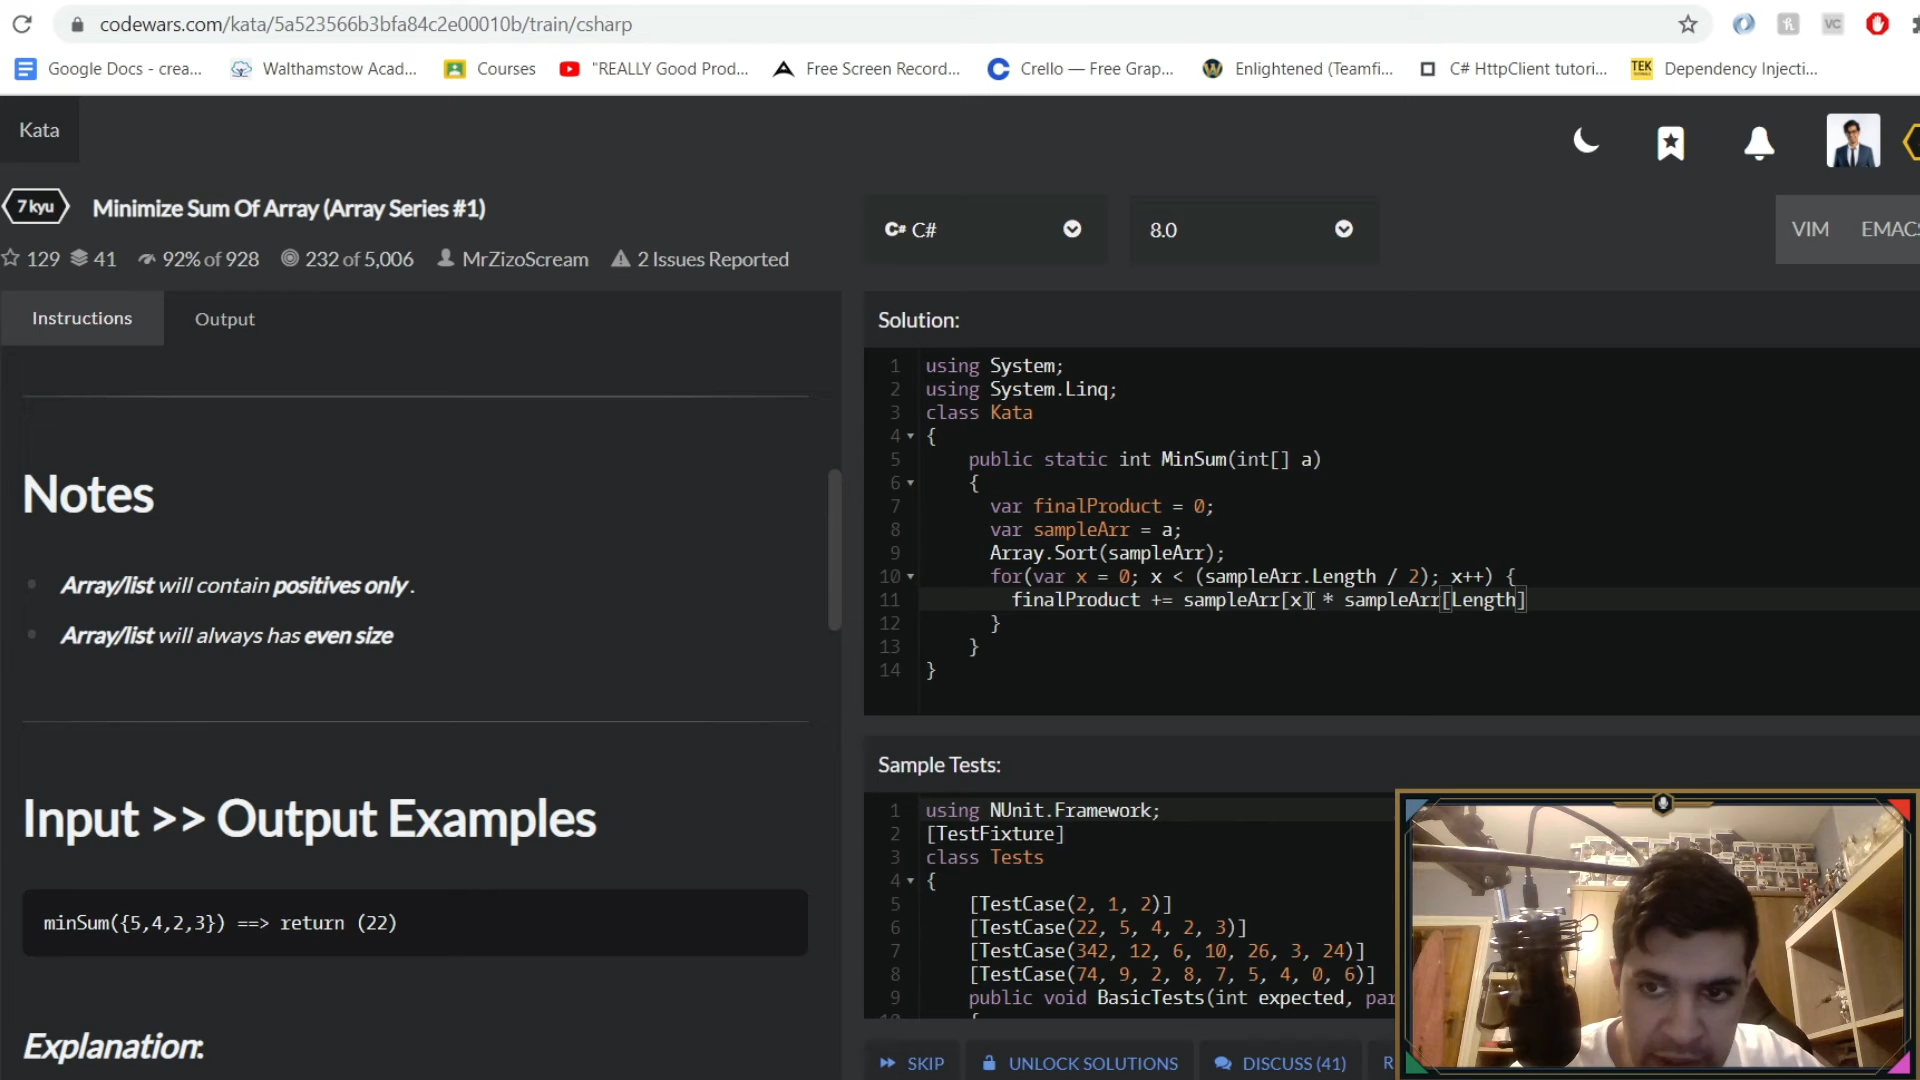 codewars.com/kata/5a523566b3bfa84c2e00010b/train/csharp
Google Docs - crea... Walthamstow Acad... Courses "REALLY Good Prod... Free Screen Record... Crello — Free Grap... Enlightened (Teamfi... C# HttpClient tutori... TEK Dependency Injecti...
Kata
7 kyu Minimize Sum Of Array (Array Series #1)
129 41 92% of 928 232 of 5,006 MrZizoScream 2 Issues Reported
C# C# 8.0 VIM EMACS
Instructions Output
Notes
Array/list will contain positives only.
Array/list will always has even size
Input >> Output Examples
minSum({5,4,2,3}) ==> return (22)
Explanation:
Solution:
1 using System;
2 using System.Linq;
3 class Kata
4 {
5 public static int MinSum(int[] a)
6 {
7 var finalProduct = 0;
8 var sampleArr = a;
9 Array.Sort(sampleArr);
10 for(var x = 0; x < (sampleArr.Length / 2); x++) {
11 finalProduct += sampleArr[x] * sampleArr[Length]
12 }
13 }
14 }
Sample Tests:
1 using NUnit.Framework;
2 [TestFixture]
3 class Tests
4 {
5 [TestCase(2, 1, 2)]
6 [TestCase(22, 5, 4, 2, 3)]
7 [TestCase(342, 12, 6, 10, 26, 3, 24)]
8 [TestCase(74, 9, 2, 8, 7, 5, 4, 0, 6)]
9 public void BasicTests(int expected, par
10 {
SKIP UNLOCK SOLUTIONS DISCUSS (41) R